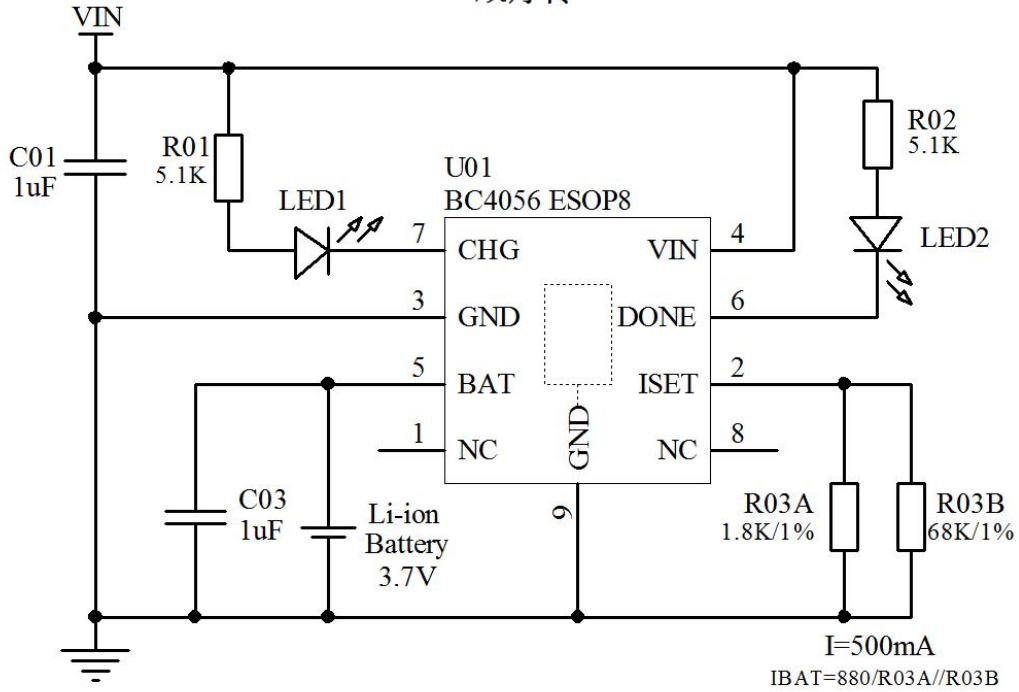 VIN
C01
1uF
R01
5.1K
LED1
U01
BC4056 ESOP8
R02
5.1K
LED2
7
CHG
VIN
4
3
GND
DONE
6
5
BAT
ISET
2
1
NC
GND
NC
8
9
C03
1uF
Li-ion
Battery
3.7V
R03A
1.8K/1%
R03B
68K/1%
I=500mA
IBAT=880/R03A//R03B